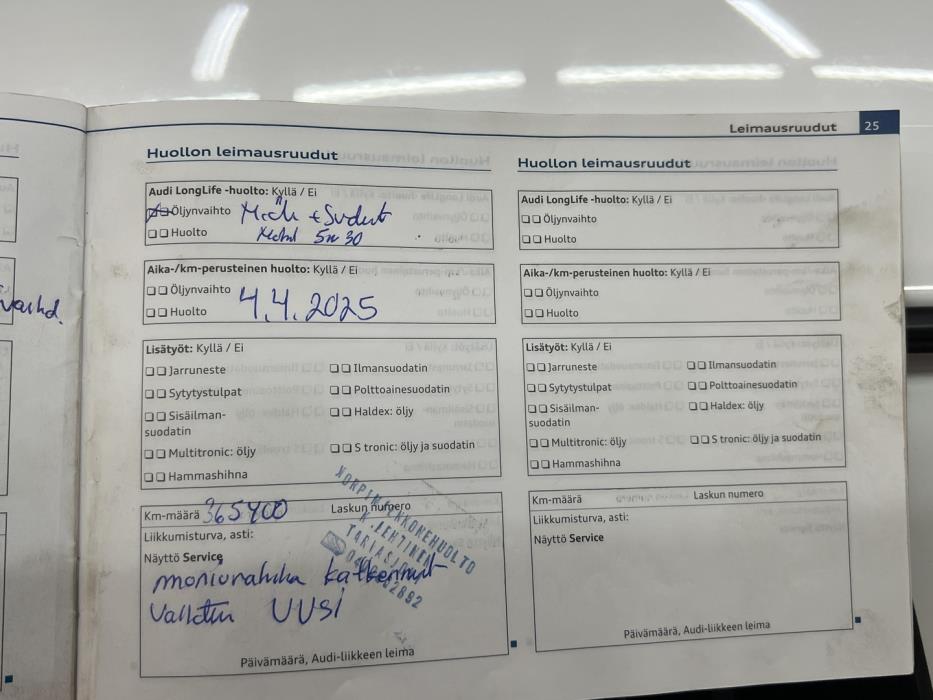 Leimausruudut 25
Huollon leimausruudut
Audi LongLife -huolto: Kyllä / Ei
Öljynvaihto
+ Suodat
Huolto
5w30
Aika-/km-perusteinen huolto: Kyllä / Ei
Öljynvaihto
4.4.2025
Huolto
Lisätyöt: Kyllä / Ei
Jarruneste
Ilmansuodatin
Sytytystulpat
Polttoainesuodatin
Sisäilman-
suodatin
Haldex: öljy
Multitronic: öljy
S tronic: öljy ja suodatin
Hammashihna
Km-määrä 365400
Laskun numero
Liikkumisturva, asti:
Näyttö Service
moniurahihna katkennut
UUSI
K. LEHTINEN
Päivämäärä, Audi-liikkeen leima
Huollon leimausruudut
Audi LongLife -huolto: Kyllä / Ei
Öljynvaihto
Huolto
Aika-/km-perusteinen huolto: Kyllä / Ei
Öljynvaihto
Huolto
Lisätyöt: Kyllä / Ei
Jarruneste
Ilmansuodatin
Sytytystulpat
Polttoainesuodatin
Sisäilman-
suodatin
Haldex: öljy
Multitronic: öljy
S tronic: öljy ja suodatin
Hammashihna
Km-määrä
Laskun numero
Liikkumisturva, asti:
Näyttö Service
Päivämäärä, Audi-liikkeen leima